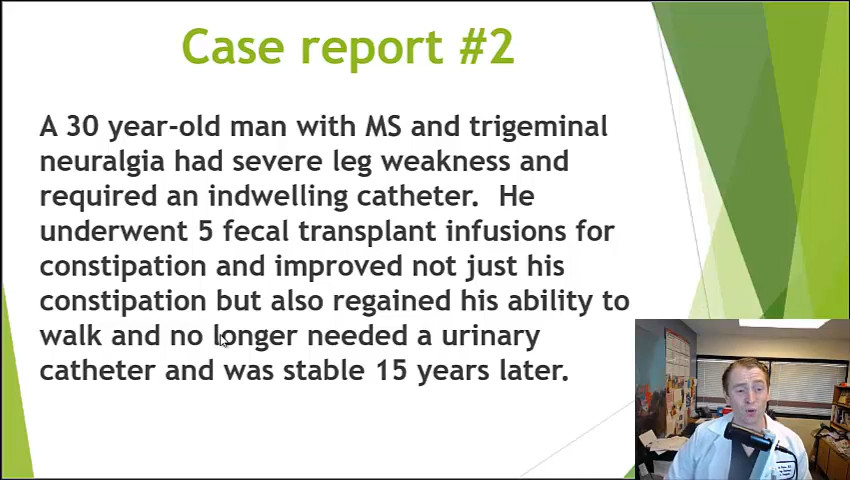 Case report #2
A 30 year-old man with MS and trigeminal
neuralgia had severe leg weakness and
required an indwelling catheter.  He
underwent 5 fecal transplant infusions for
constipation and improved not just his
constipation but also regained his ability to
walk and no longer needed a urinary
catheter and was stable 15 years later.